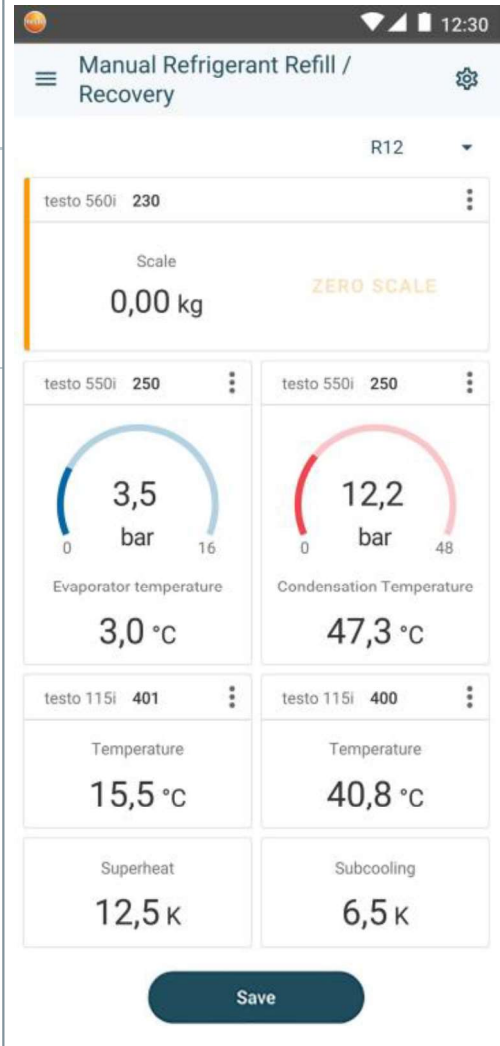 12:30
Manual Refrigerant Refill /
Recovery
R12
testo 560i 230
Scale
0,00 kg
ZERO SCALE
testo 550i 250
3,5
bar
0 16
Evaporator temperature
3,0 °C
testo 550i 250
12,2
bar
0 48
Condensation Temperature
47,3 °C
testo 115i 401
Temperature
15,5 °C
testo 115i 400
Temperature
40,8 °C
Superheat
12,5 K
Subcooling
6,5 K
Save